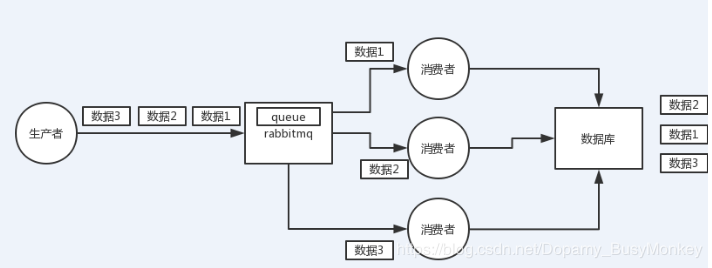 数据1
消费者
数据3
数据2
数据1
queue
rabbitmq
生产者
数据2
消费者
数据库
数据2
数据1
数据3
数据3
消费者
https://blog.csdn.net/Dopamy_BusyMonkey